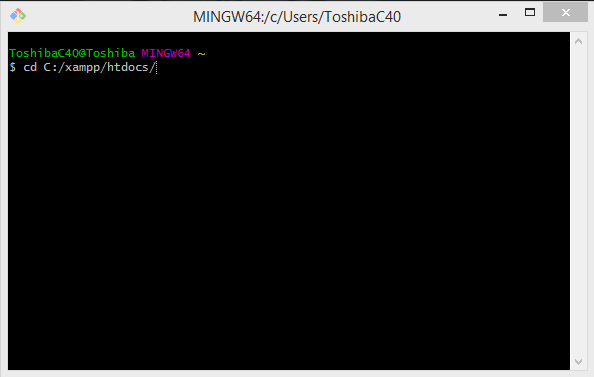 MINGW64:/c/Users/ToshibaC40
ToshibaC40@Toshiba MINGW64 ~
$ cd C:/xampp/htdocs/